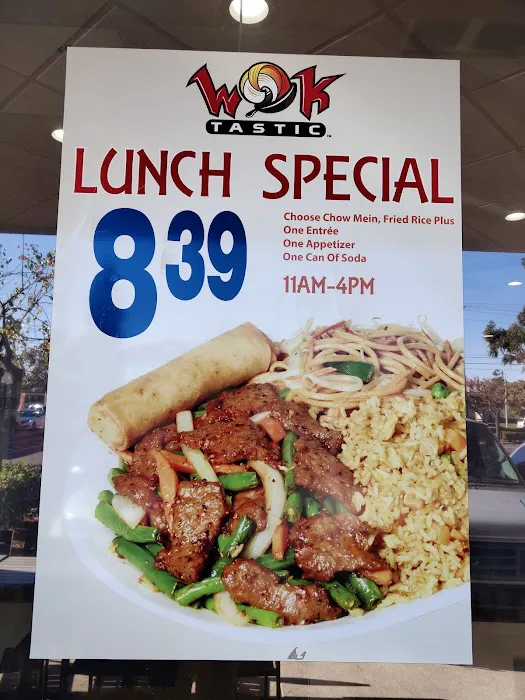 WOK
TASTIC™
LUNCH SPECIAL
8 39
Choose Chow Mein, Fried Rice Plus
One Entrée
One Appetizer
One Can Of Soda
11AM-4PM